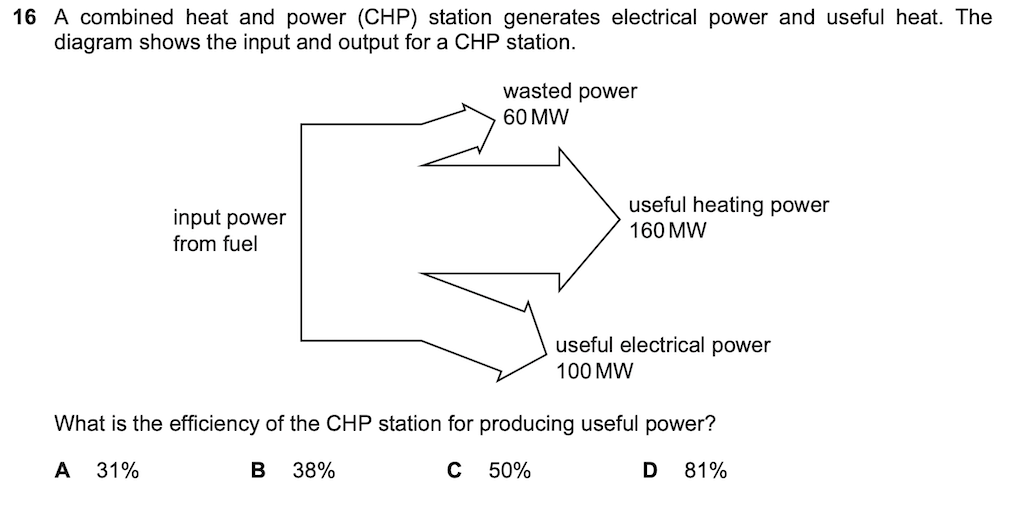 16 A combined heat and power (CHP) station generates electrical power and useful heat. The
diagram shows the input and output for a CHP station.
wasted power
60 MW
useful heating power
160 MW
input power
from fuel
useful electrical power
100 MW
What is the efficiency of the CHP station for producing useful power?
A 31% B 38% C 50% D 81%